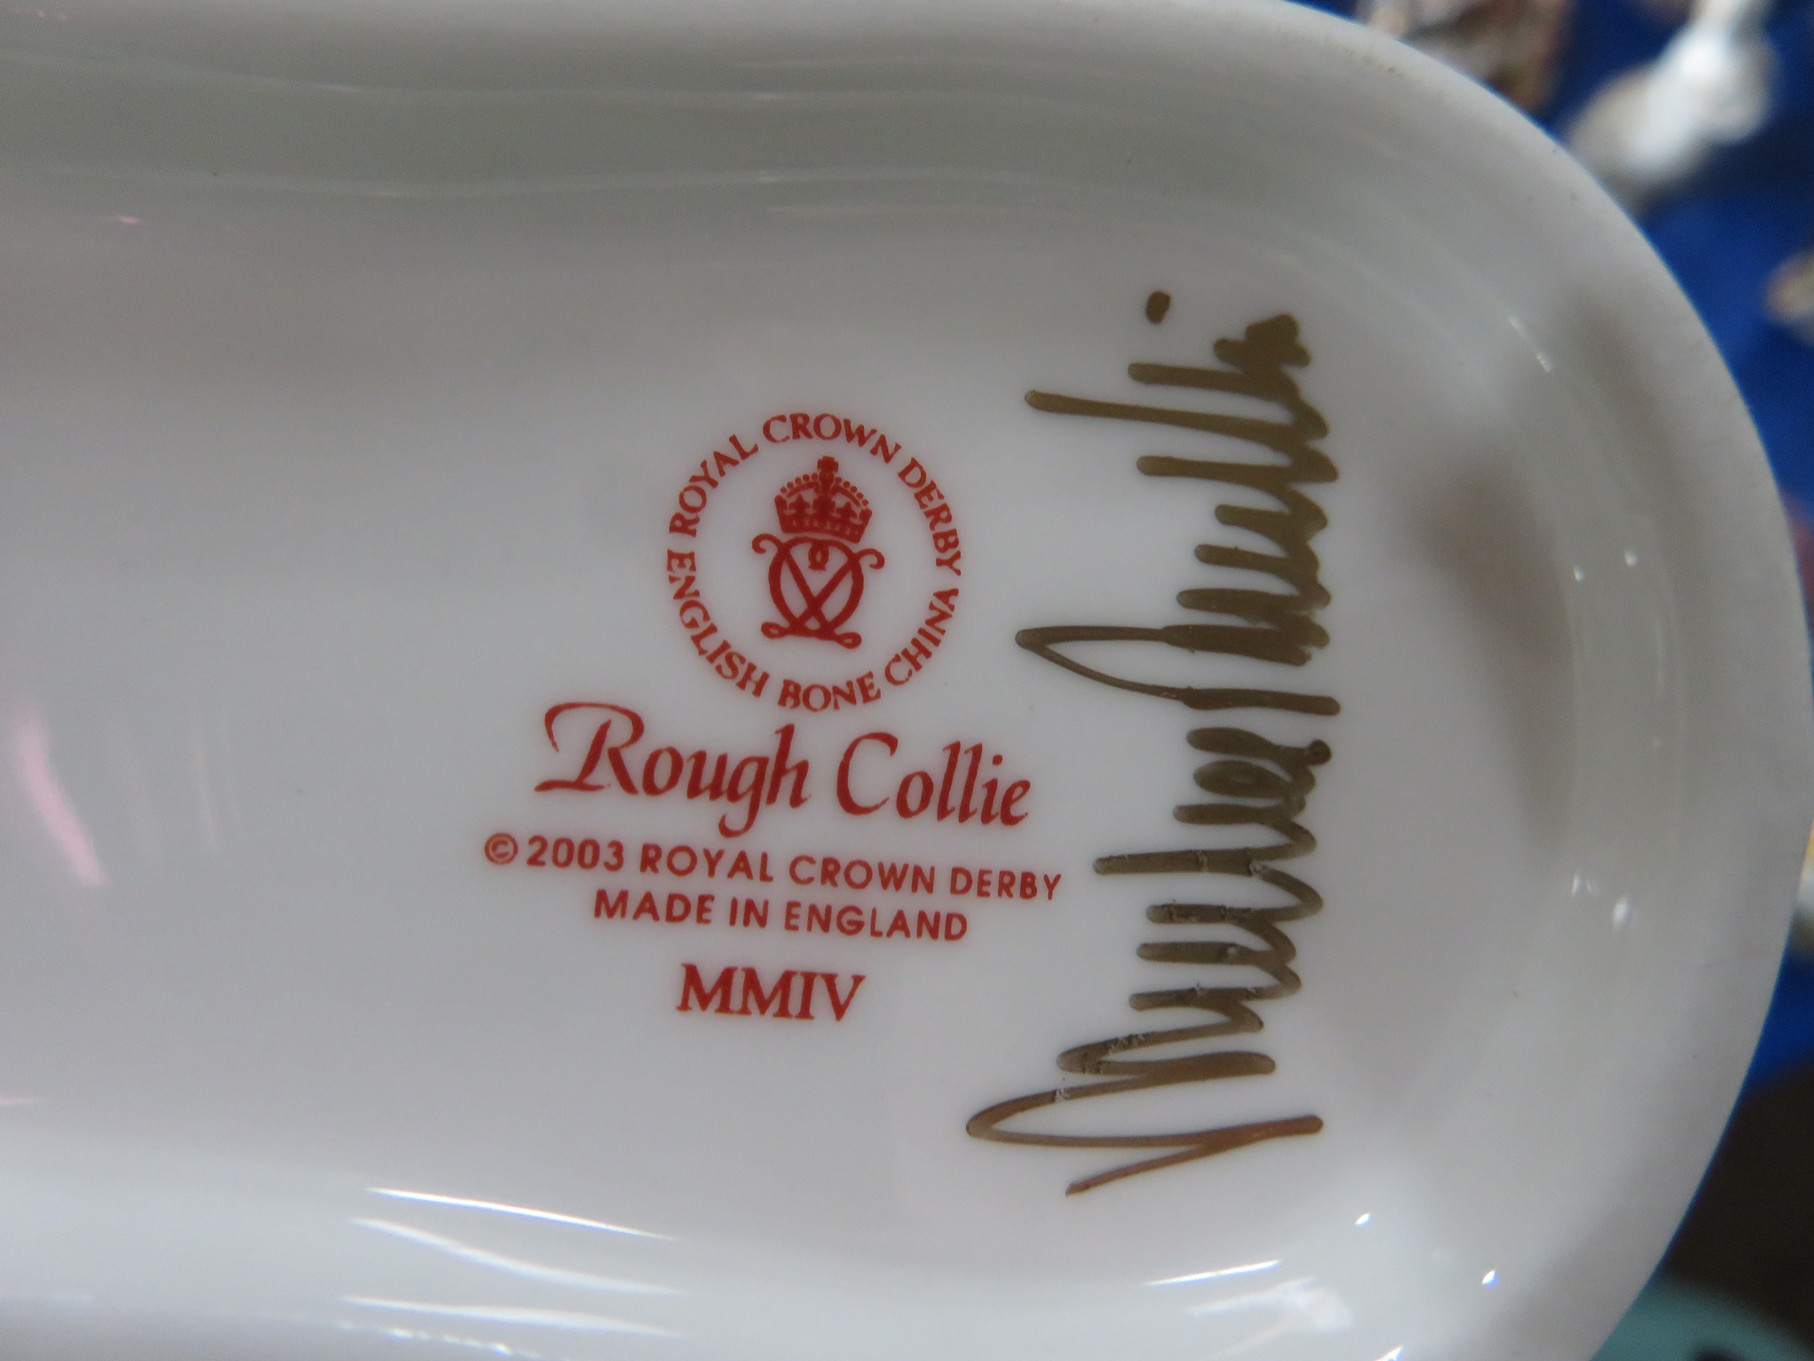 ROYAL CROWN DERBY
ENGLISH BONE CHINA
Rough Collie
© 2003 ROYAL CROWN DERBY
MADE IN ENGLAND
MMIV